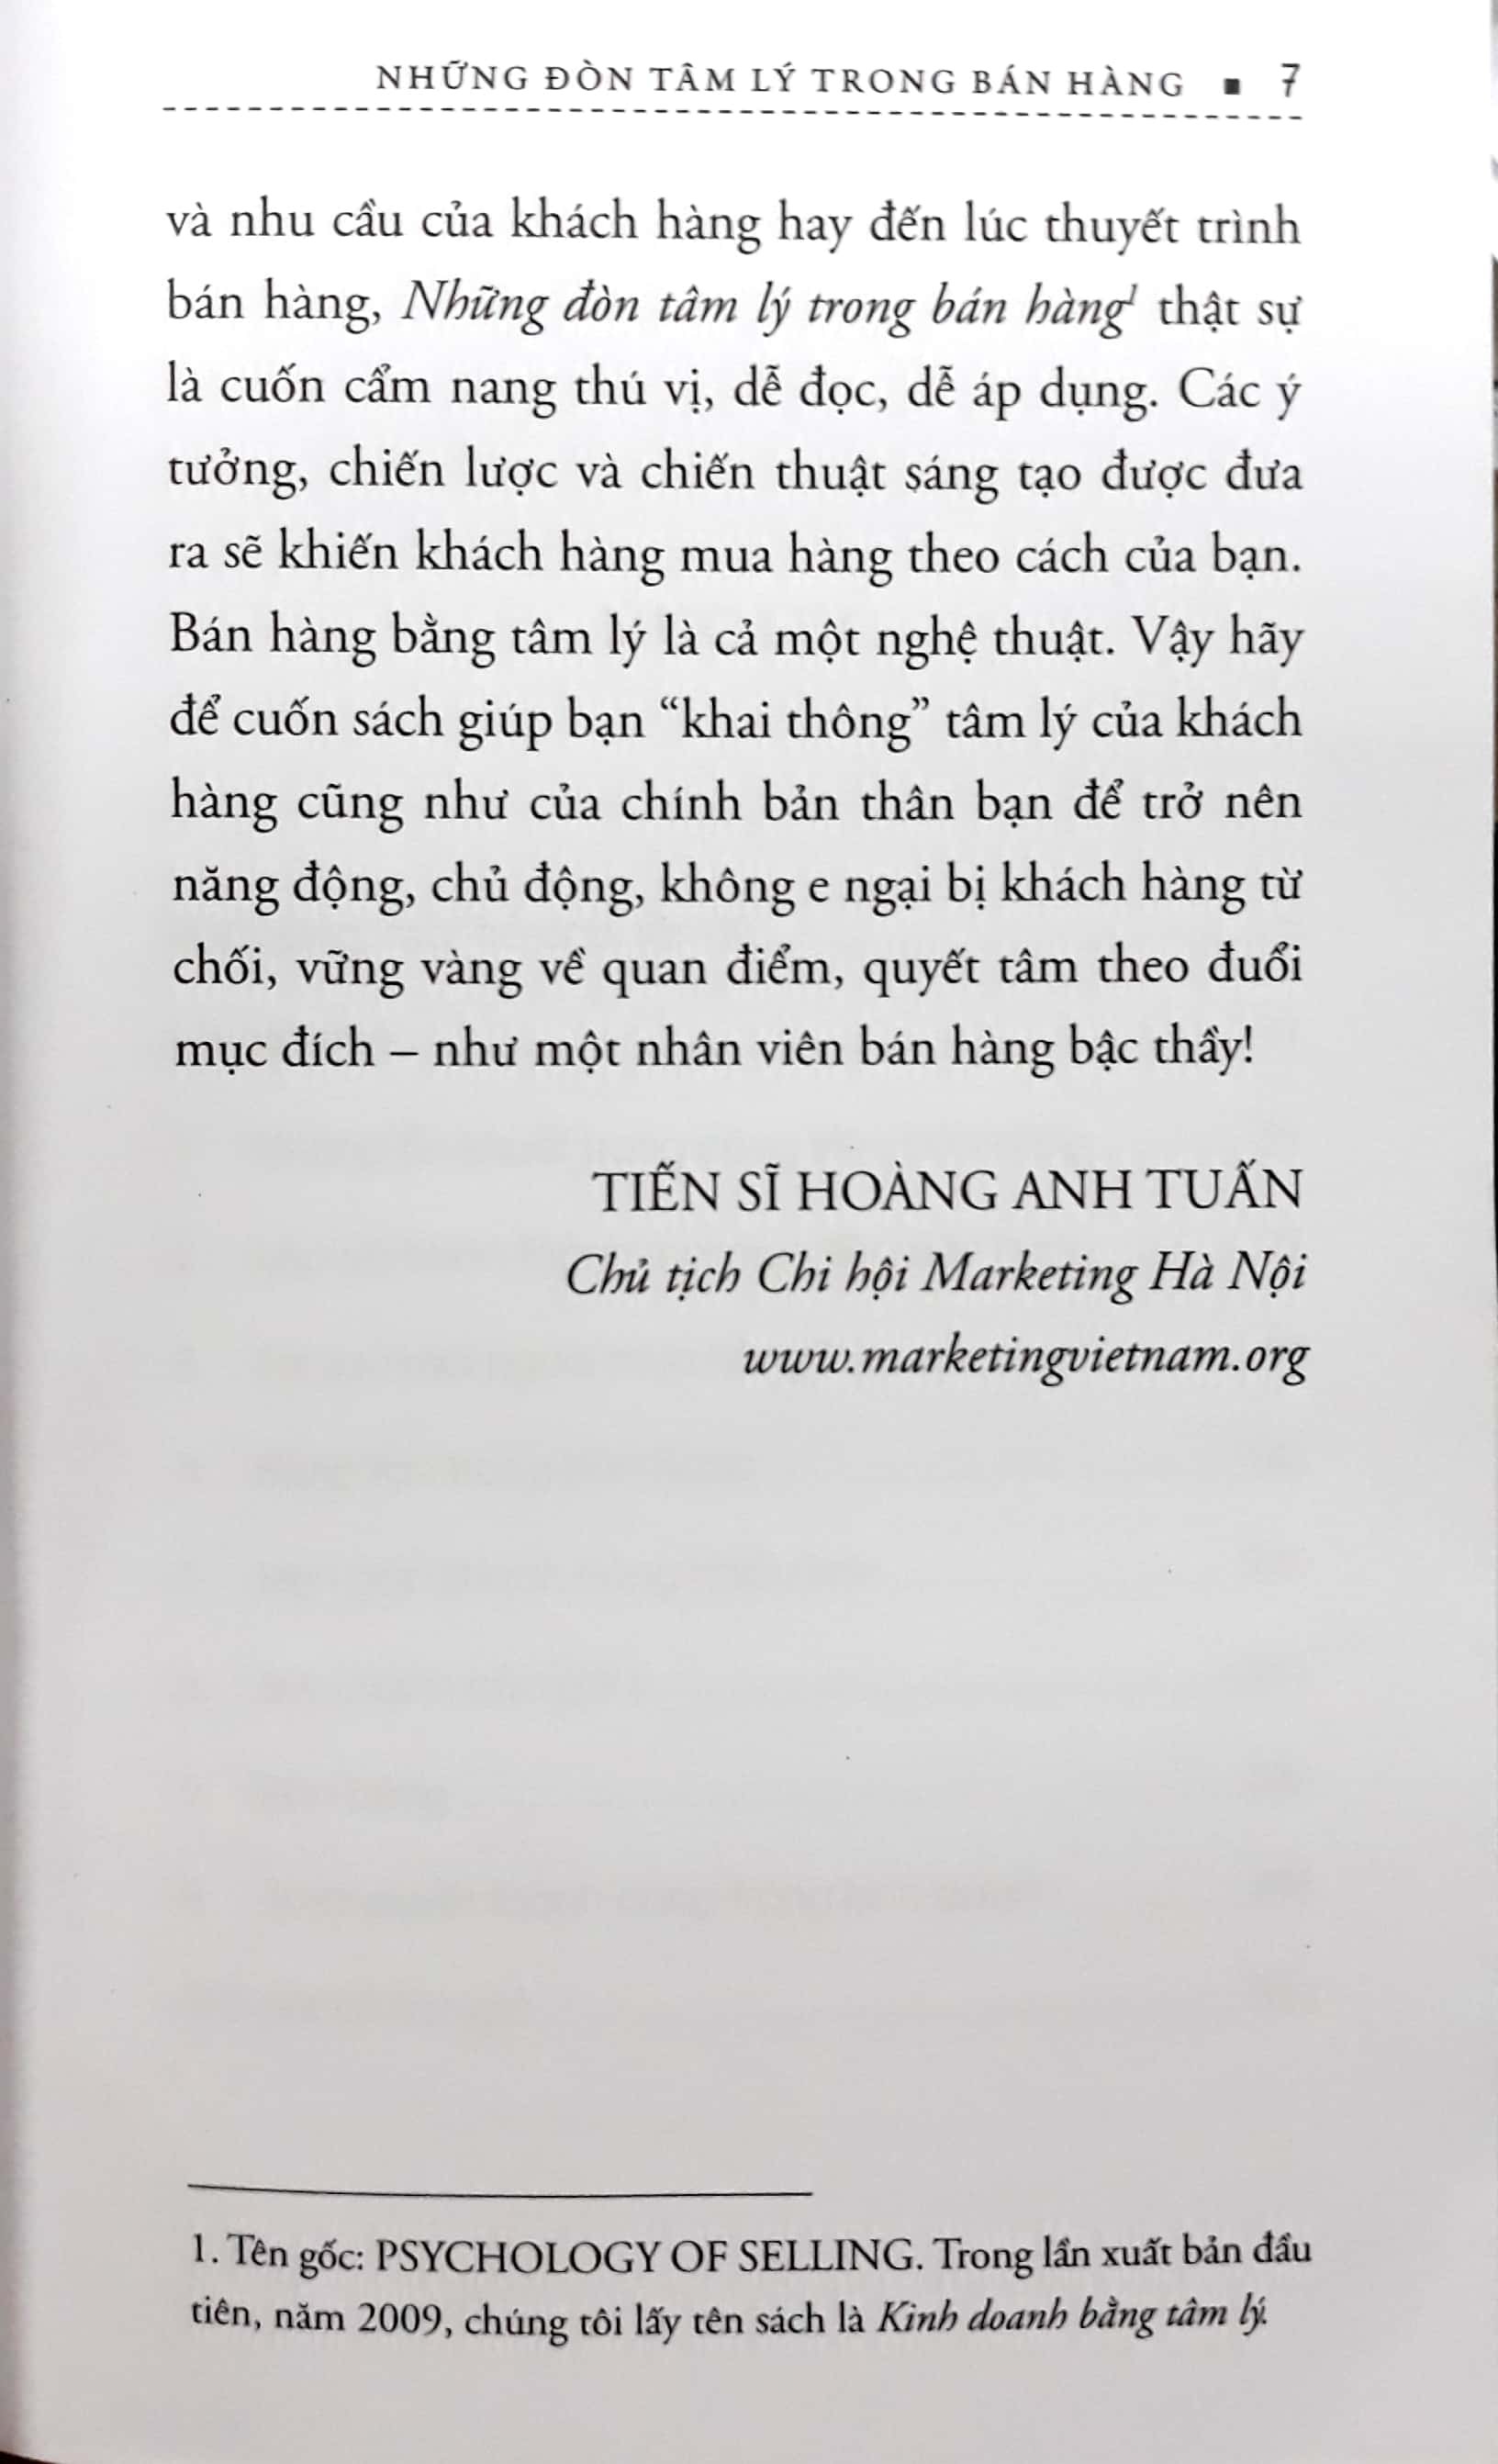 NHỮNG ĐÒN TÂM LÝ TRONG BÁN HÀNG ■ 7
và nhu cầu của khách hàng hay đến lúc thuyết trình
bán hàng, Những đòn tâm lý trong bán hàng¹ thật sự
là cuốn cẩm nang thú vị, dễ đọc, dễ áp dụng. Các ý
tưởng, chiến lược và chiến thuật sáng tạo được đưa
ra sẽ khiến khách hàng mua hàng theo cách của bạn.
Bán hàng bằng tâm lý là cả một nghệ thuật. Vậy hãy
để cuốn sách giúp bạn “khai thông” tâm lý của khách
hàng cũng như của chính bản thân bạn để trở nên
năng động, chủ động, không e ngại bị khách hàng từ
chối, vững vàng về quan điểm, quyết tâm theo đuổi
mục đích – như một nhân viên bán hàng bậc thầy!
TIẾN SĨ HOÀNG ANH TUẤN
Chủ tịch Chi hội Marketing Hà Nội
www.marketingvietnam.org
1. Tên gốc: PSYCHOLOGY OF SELLING. Trong lần xuất bản đầu
tiên, năm 2009, chúng tôi lấy tên sách là Kinh doanh bằng tâm lý.